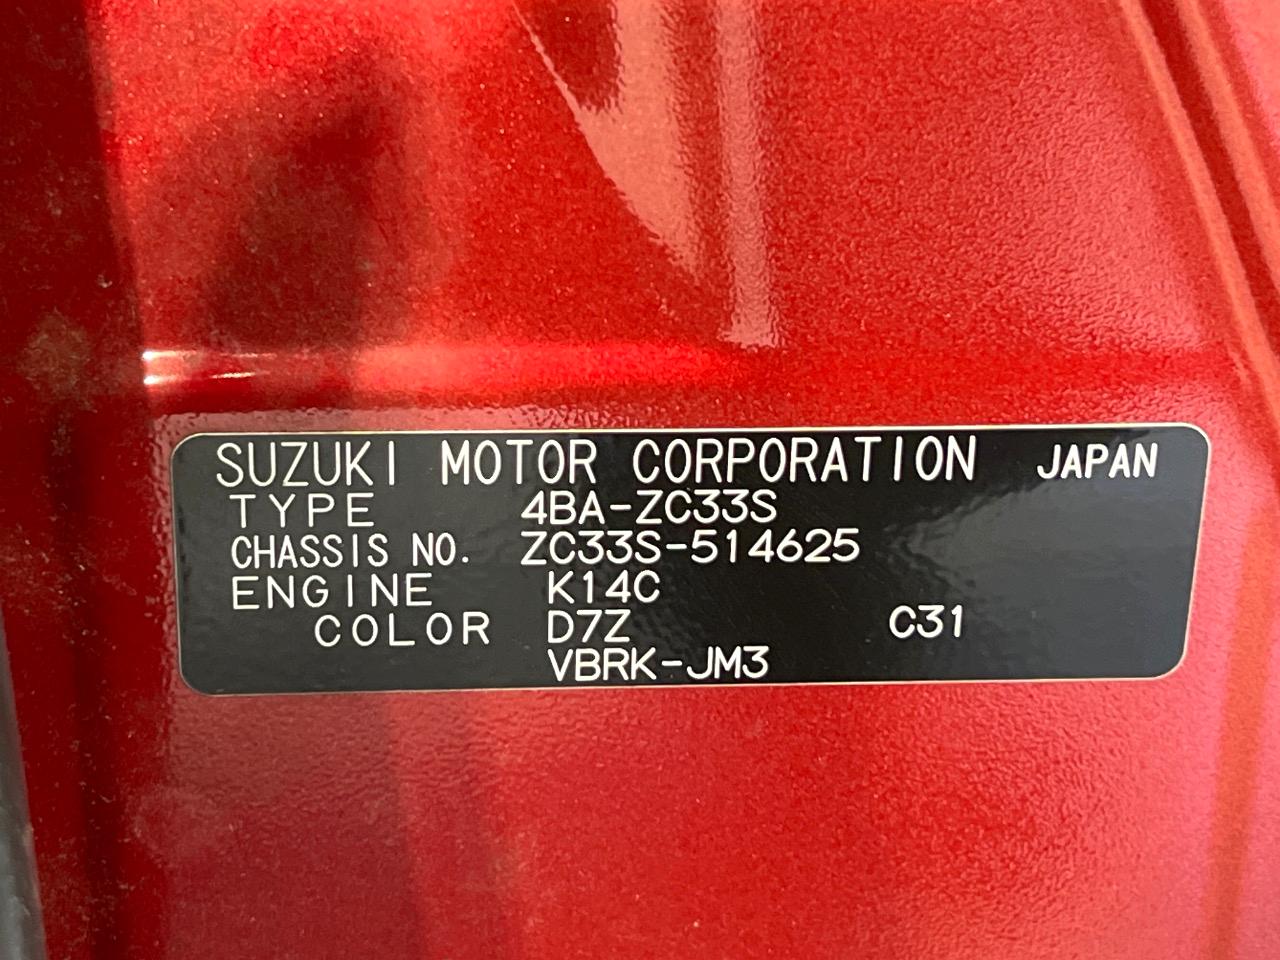 SUZUKI MOTOR CORPORATION JAPAN
TYPE 4BA-ZC33S
CHASSIS NO. ZC33S-514625
ENGINE K14C
COLOR D7Z C31
VBRK-JM3